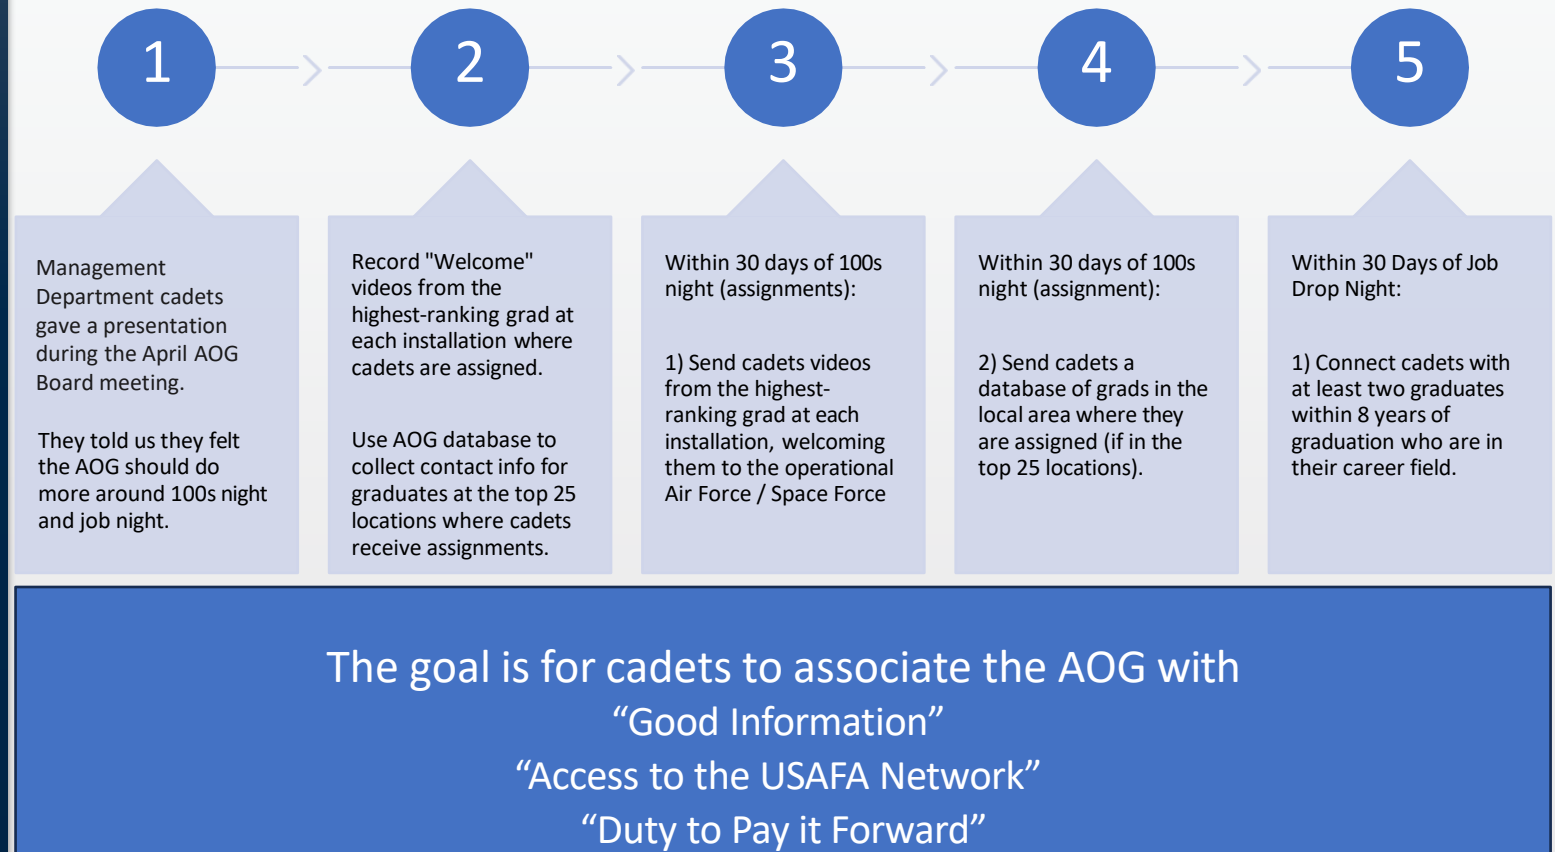 1
2
3
4
5
Management
Department cadets
gave a presentation
during the April AOG
Board meeting.
They told us they felt
the AOG should do
more around 100s night
and job night.
Record "Welcome"
videos from the
highest-ranking grad at
each installation where
cadets are assigned.
Use AOG database to
collect contact info for
graduates at the top 25
locations where cadets
receive assignments.
Within 30 days of 100s
night (assignments):
1) Send cadets videos
from the highest-
ranking grad at each
installation, welcoming
them to the operational
Air Force / Space Force
Within 30 days of 100s
night (assignment):
2) Send cadets a
database of grads in the
local area where they
are assigned (if in the
top 25 locations).
Within 30 Days of Job
Drop Night:
1) Connect cadets with
at least two graduates
within 8 years of
graduation who are in
their career field.
The goal is for cadets to associate the AOG with
“Good Information”
“Access to the USAFA Network”
“Duty to Pay it Forward”